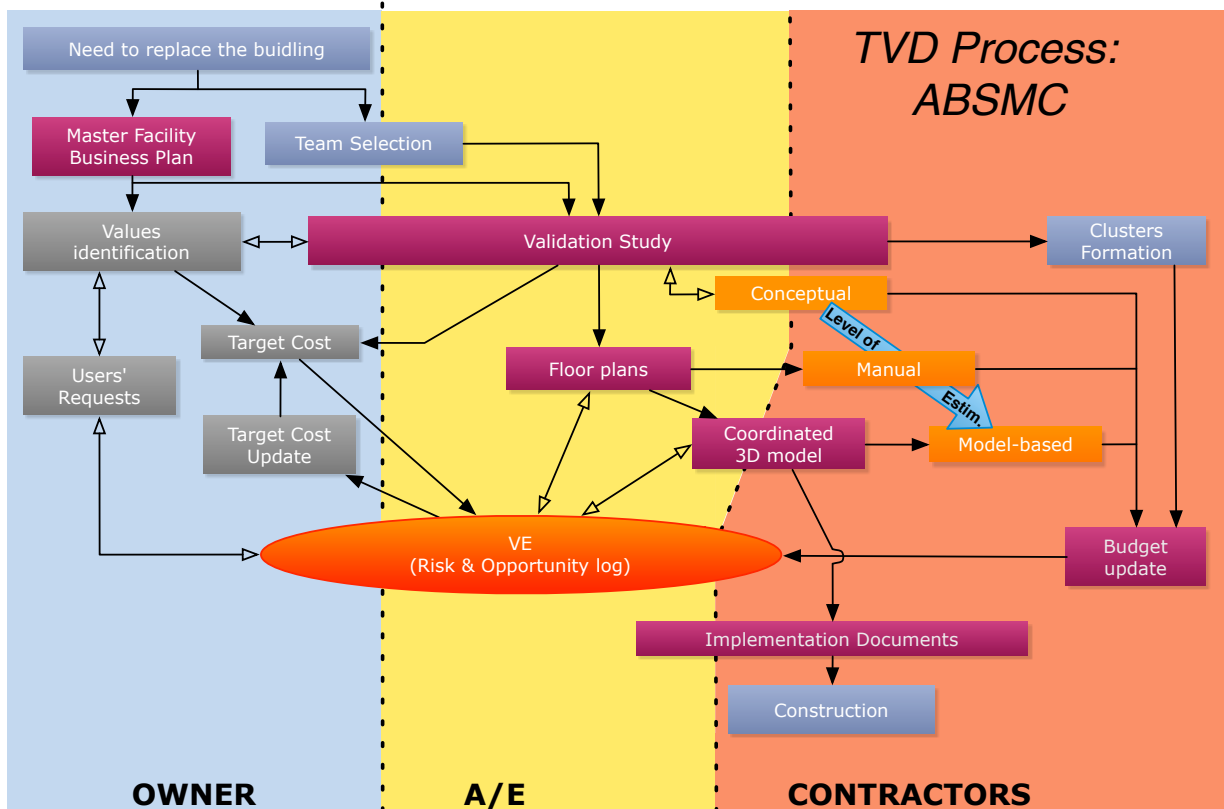 TVD Process:
ABSMC
Need to replace the buidling
Master Facility
Business Plan
Team Selection
Values
identification
Validation Study
Clusters
Formation
Conceptual
Level of
Estim.
Target Cost
Floor plans
Manual
Users'
Requests
Target Cost
Update
Coordinated
3D model
Model-based
VE
(Risk & Opportunity log)
Budget
update
Implementation Documents
Construction
OWNER
A/E
CONTRACTORS